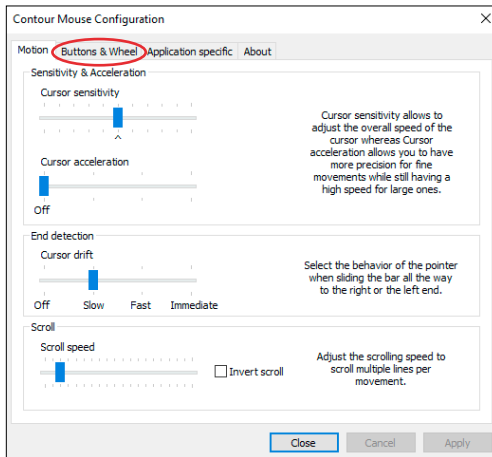 Contour Mouse Configuration
Motion Buttons & Wheel Application specific About
Sensitivity & Acceleration
Cursor sensitivity
Cursor sensitivity allows to
adjust the overall speed of the
cursor whereas Cursor
acceleration allows you to have
more precision for fine
movements while still having a
high speed for large ones.
Cursor acceleration
Off
End detection
Cursor drift
Off Slow Fast Immediate
Select the behavior of the pointer
when sliding the bar all the way
to the right or the left end.
Scroll
Scroll speed
Invert scroll
Adjust the scrolling speed to
scroll multiple lines per
movement.
Close Cancel Apply